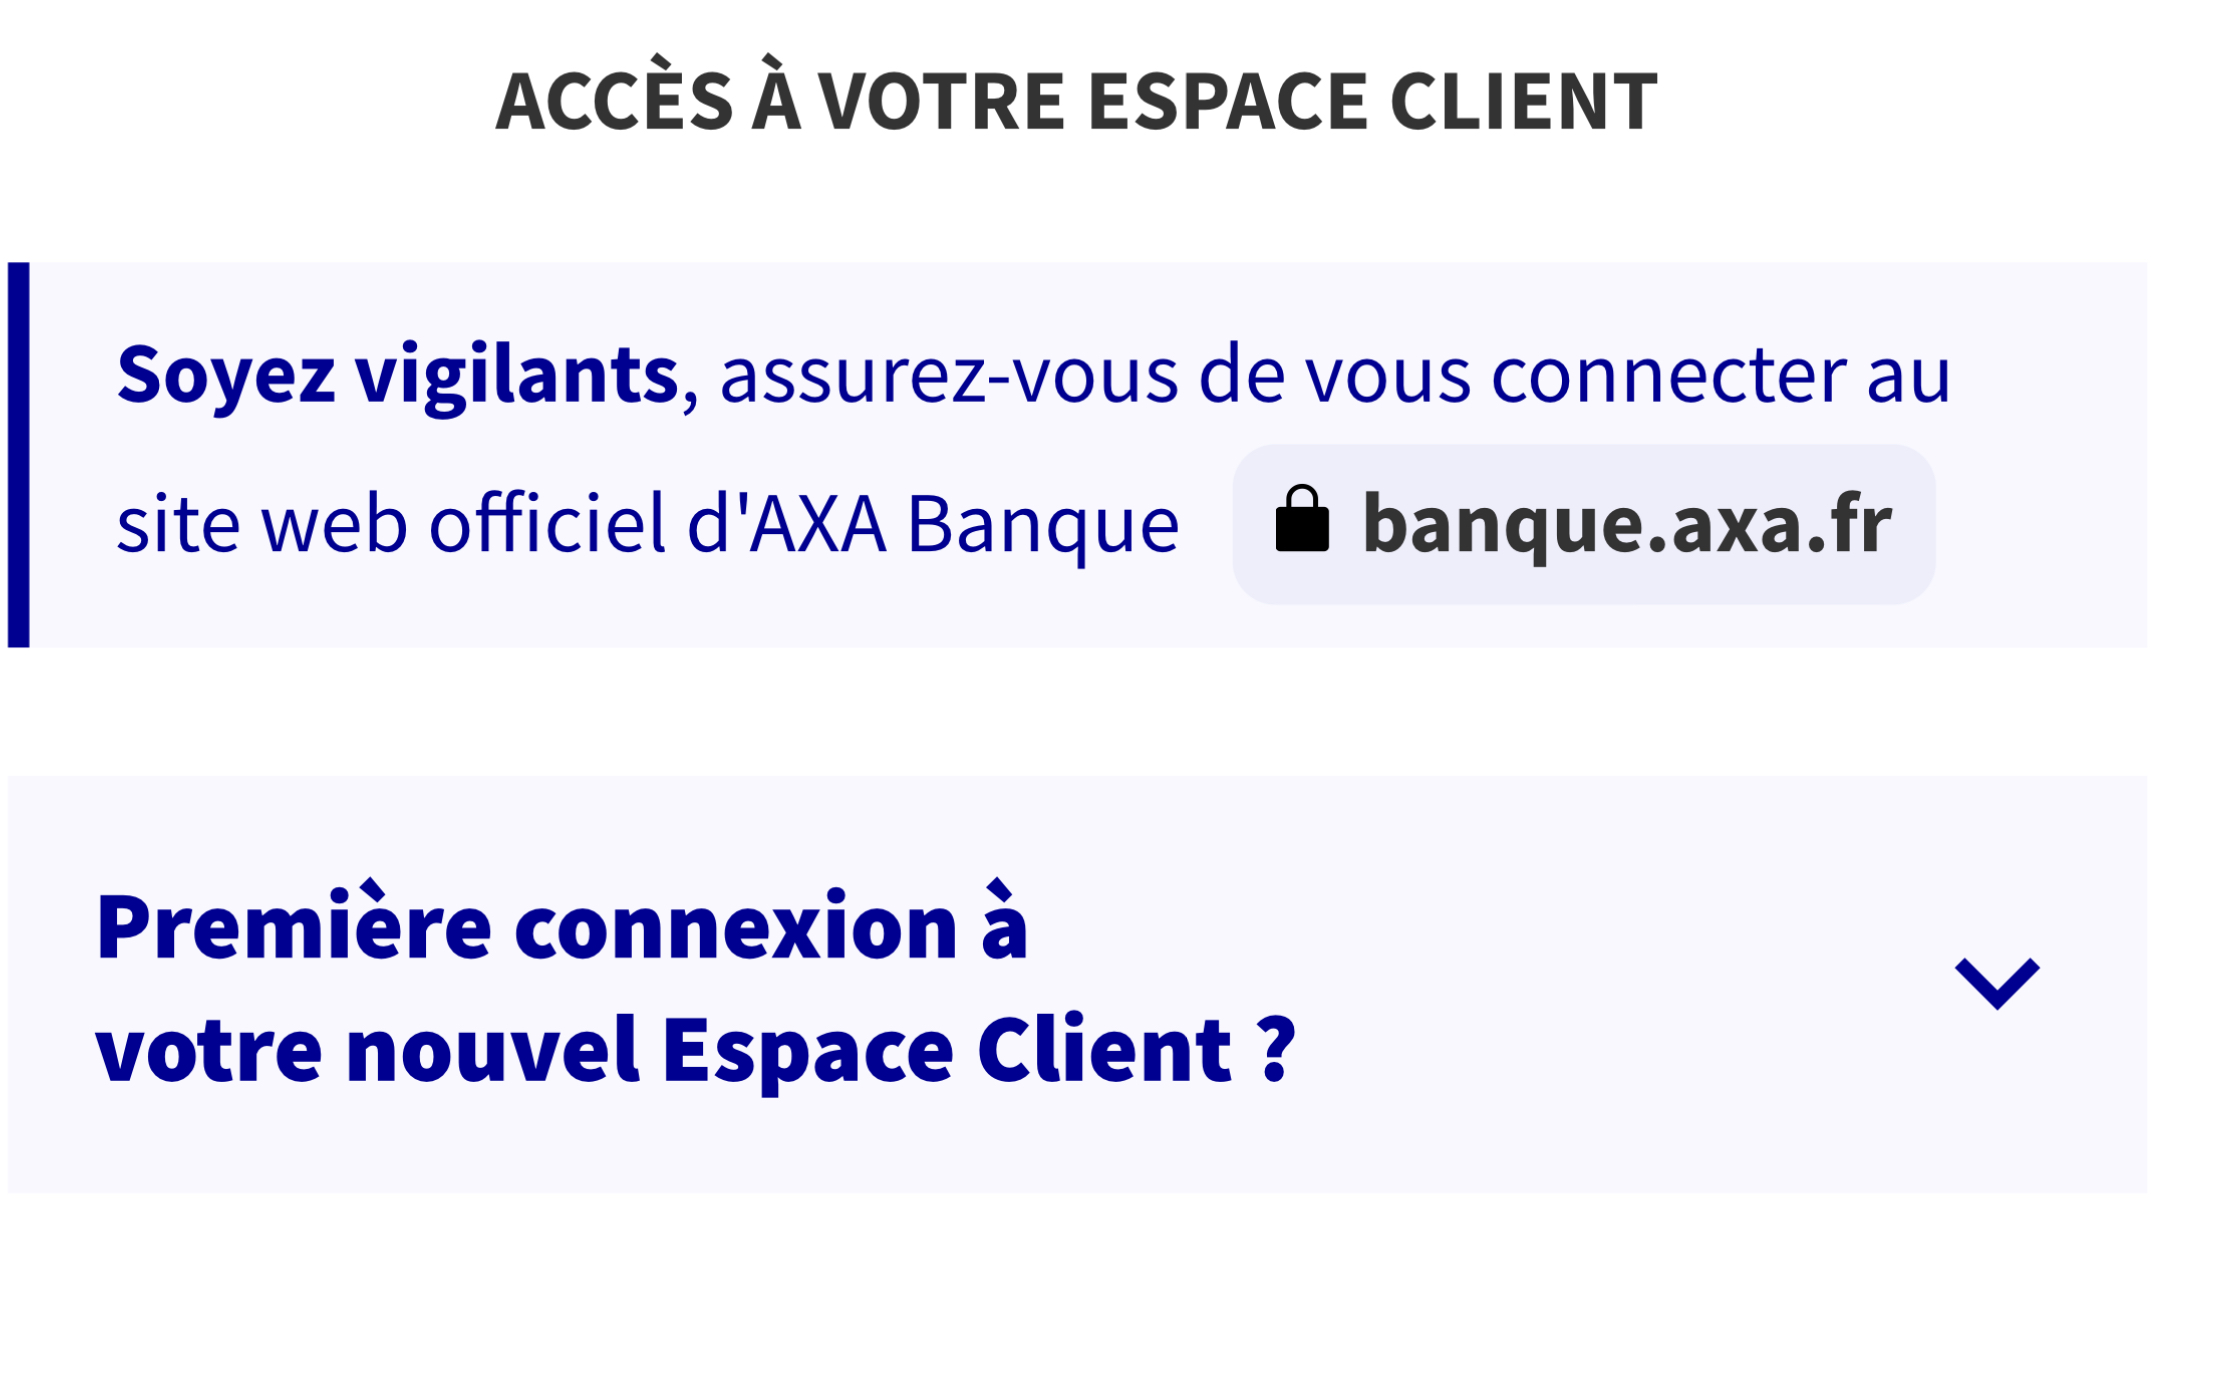 ACCÈS À VOTRE ESPACE CLIENT
Soyez vigilants, assurez-vous de vous connecter au
site web officiel d'AXA Banque banque.axa.fr
Première connexion à
votre nouvel Espace Client ?